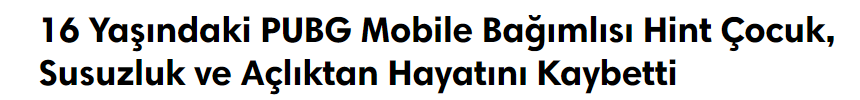 16 Yaşındaki PUBG Mobile Bağımlısı Hint Çocuk,
Susuzluk ve Açlıktan Hayatını Kaybetti